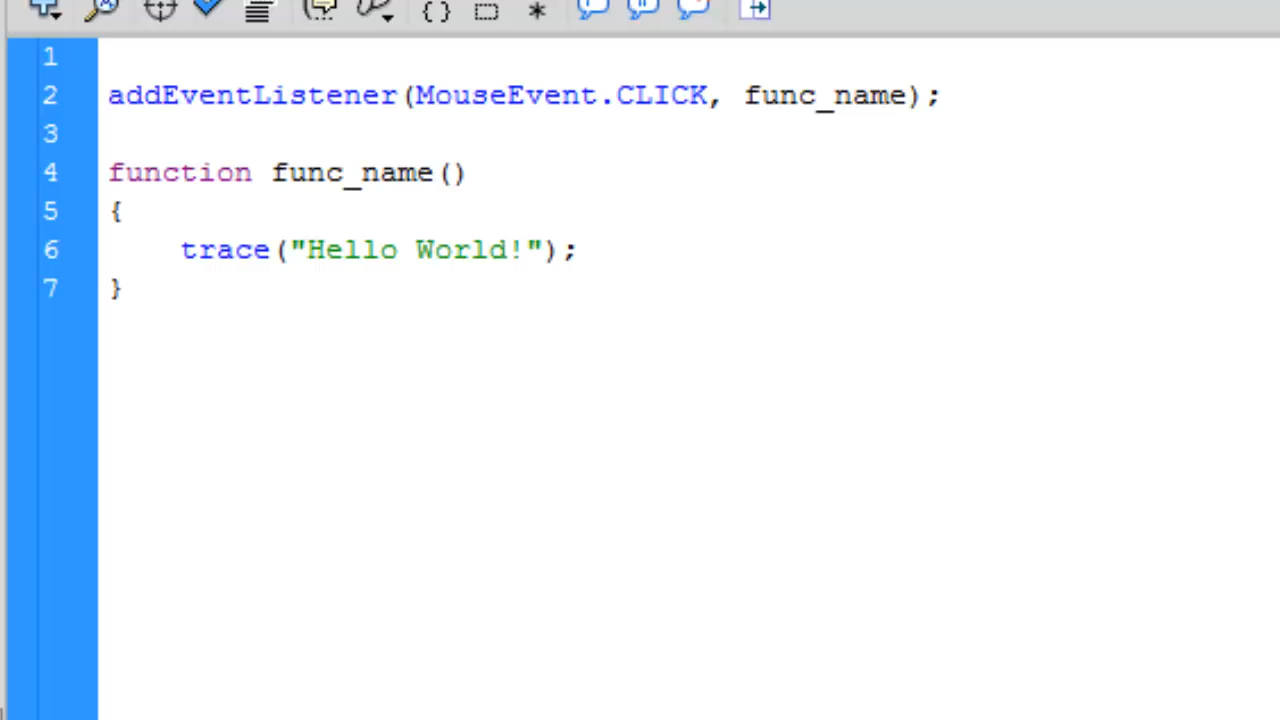 1
2 addEventListener(MouseEvent.CLICK, func_name);
3
4 function func_name()
5 {
6     trace("Hello World!");
7 }